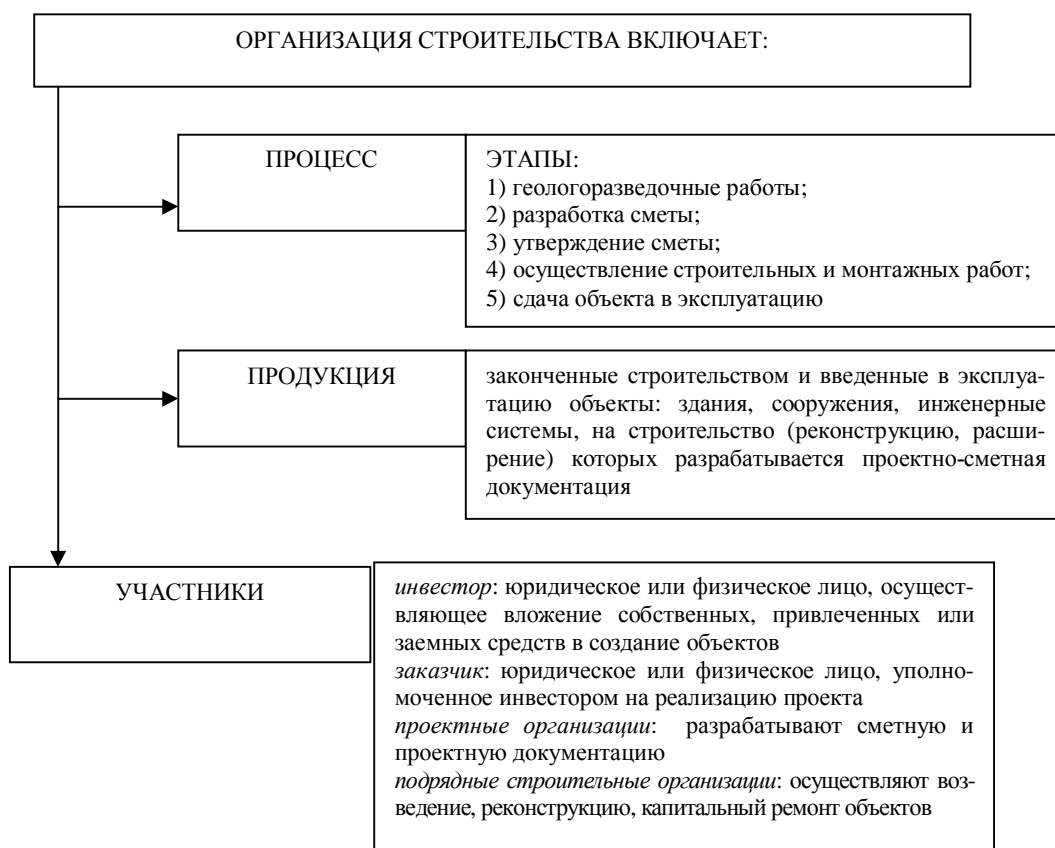 ОРГАНИЗАЦИЯ СТРОИТЕЛЬСТВА ВКЛЮЧАЕТ:
ПРОЦЕСС
ЭТАПЫ:
1) геологоразведочные работы;
2) разработка сметы;
3) утверждение сметы;
4) осуществление строительных и монтажных работ;
5) сдача объекта в эксплуатацию
ПРОДУКЦИЯ
законченные строительством и введенные в эксплуа-
тацию объекты: здания, сооружения, инженерные
системы, на строительство (реконструкцию, расши-
рение) которых разрабатывается проектно-сметная
документация
УЧАСТНИКИ
инвестор: юридическое или физическое лицо, осущест-
вляющее вложение собственных, привлеченных или
заемных средств в создание объектов
заказчик: юридическое или физическое лицо, уполно-
моченное инвестором на реализацию проекта
проектные организации: разрабатывают сметную и
проектную документацию
подрядные строительные организации: осуществляют воз-
ведение, реконструкцию, капитальный ремонт объектов